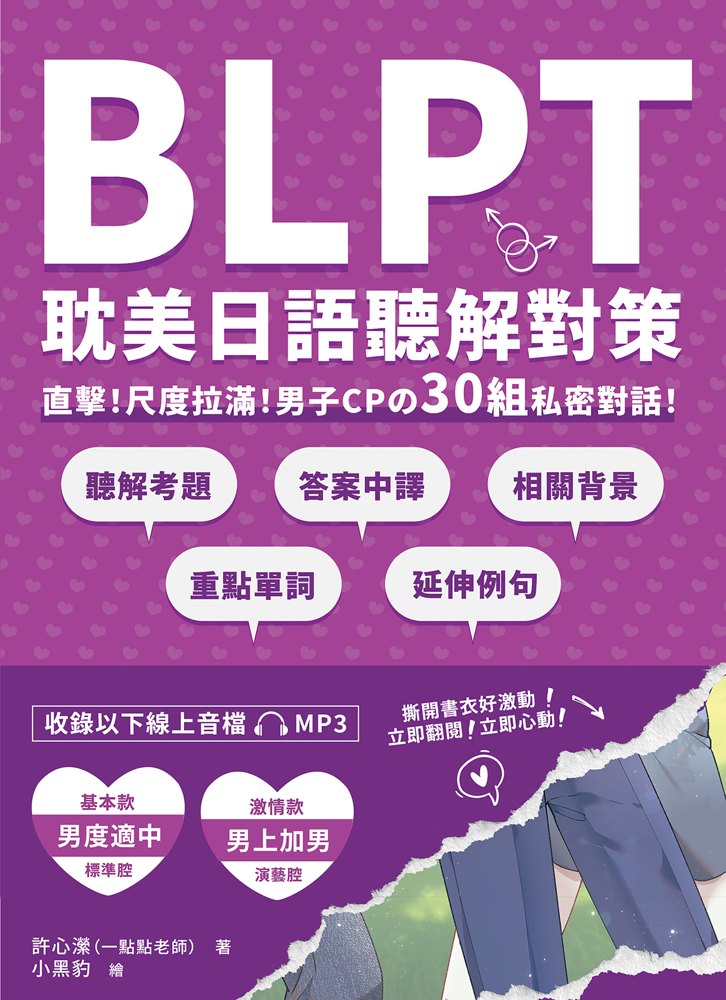 BLPT
耽美日語聽解對策
直擊!尺度拉滿!男子CPの30組私密對話!
聽解考題
答案中譯
相關背景
重點單詞
延伸例句
收錄以下線上音檔 MP3
撕開書衣好激動!
立即翻閱!立即心動!
基本款
男度適中
標準腔
激情款
男上加男
演藝腔
許心瀠(一點點老師) 著
小黑豹 繪